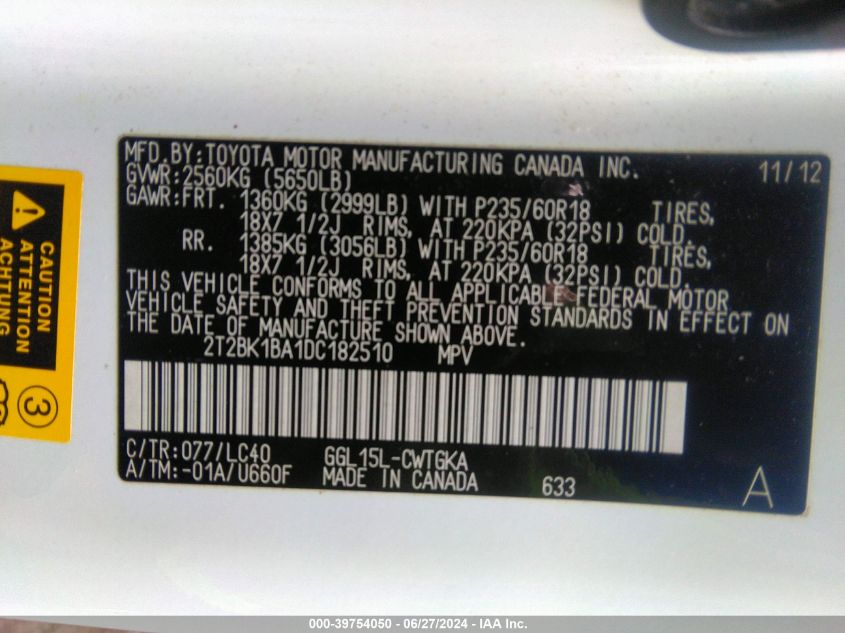 MFD.BY:TOYOTA MOTOR MANUFACTURING CANADA INC. 11/12
GVWR:2560KG (5650LB)
GAWR:FRT. 1360KG (2999LB) WITH P235/60R18 TIRES,
18X7 1/2J RIMS, AT 220KPA (32PSI) COLD.
RR. 1385KG (3056LB) WITH P235/60R18 TIRES,
18X7 1/2J RIMS, AT 220KPA (32PSI) COLD.
THIS VEHICLE CONFORMS TO ALL APPLICABLE FEDERAL MOTOR
VEHICLE SAFETY AND THEFT PREVENTION STANDARDS IN EFFECT ON
THE DATE OF MANUFACTURE SHOWN ABOVE.
2T2BK1BA1DC182510 MPV
C/TR:077/LC40 GGL15L-CWTGKA
A/TM:-01A/U660F MADE IN CANADA 633 A
CAUTION
ATTENTION
ACHTUNG
3
000-39754050 - 06/27/2024 - IAA Inc.